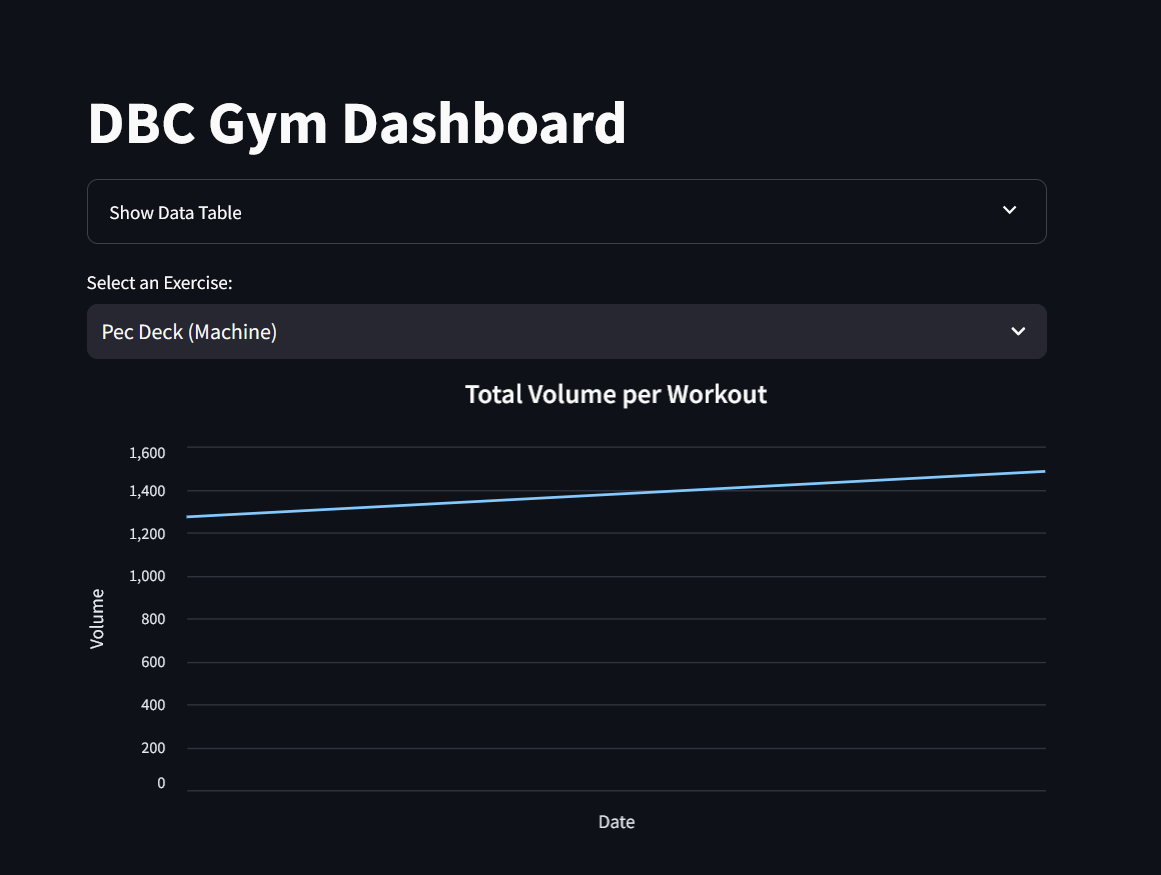 DBC Gym Dashboard
Show Data Table
Select an Exercise:
Pec Deck (Machine)
Total Volume per Workout
1,600
1,400
1,200
1,000
800
600
400
200
0
Volume
Date